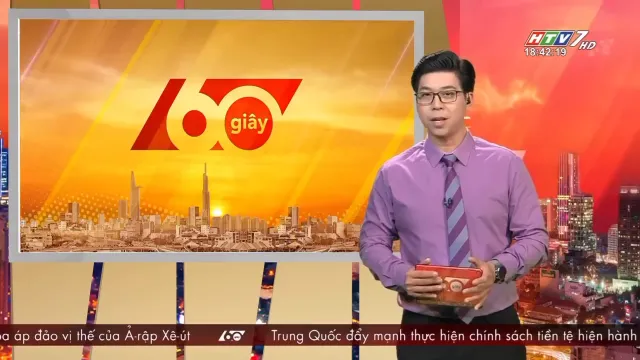 HTV7 HD
18:42:19
60 giây
áp đảo vị thế của Ả-rập Xê-út 60 Trung Quốc đẩy mạnh thực hiện chính sách tiền tệ hiện hành